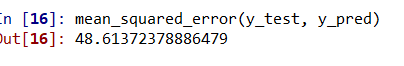 In [16]: mean_squared_error(y_test, y_pred)
Out[16]: 48.61372378886479